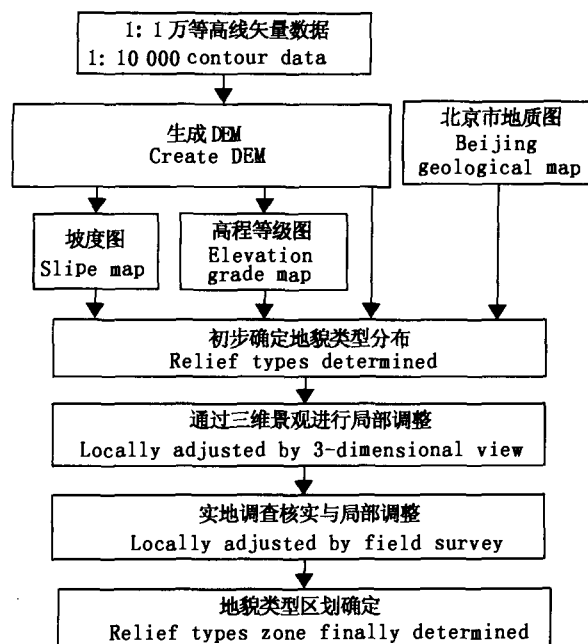 1: 1万等高线矢量数据
1: 10 000 contour data
生成 DEM
Create DEM
北京市地质图
Beijing
geological map
坡度图
Slipe map
高程等级图
Elevation
grade map
初步确定地貌类型分布
Relief types determined
通过三维景观进行局部调整
Locally adjusted by 3-dimensional view
实地调查核实与局部调整
Locally adjusted by field survey
地貌类型区划确定
Relief types zone finally determined